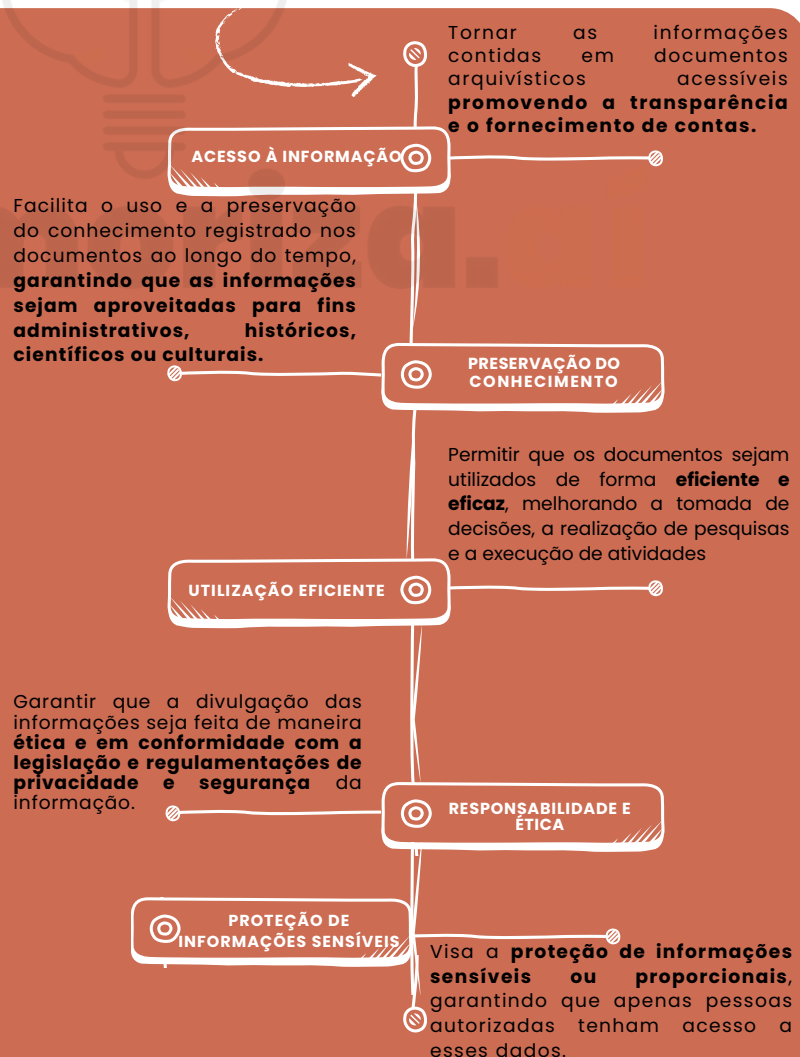 Tornar as informações
contidas em documentos
arquivísticos acessíveis
promovendo a transparência
e o fornecimento de contas.
ACESSO À INFORMAÇÃO
Facilita o uso e a preservação
do conhecimento registrado nos
documentos ao longo do tempo,
garantindo que as informações
sejam aproveitadas para fins
administrativos, históricos,
científicos ou culturais.
PRESERVAÇÃO DO
CONHECIMENTO
Permitir que os documentos sejam
utilizados de forma eficiente e
eficaz, melhorando a tomada de
decisões, a realização de pesquisas
e a execução de atividades
UTILIZAÇÃO EFICIENTE
Garantir que a divulgação das
informações seja feita de maneira
ética e em conformidade com a
legislação e regulamentações de
privacidade e segurança da
informação.
RESPONSABILIDADE E
ÉTICA
PROTEÇÃO DE
INFORMAÇÕES SENSÍVEIS
Visa a proteção de informações
sensíveis ou proporcionais,
garantindo que apenas pessoas
autorizadas tenham acesso a
esses dados.